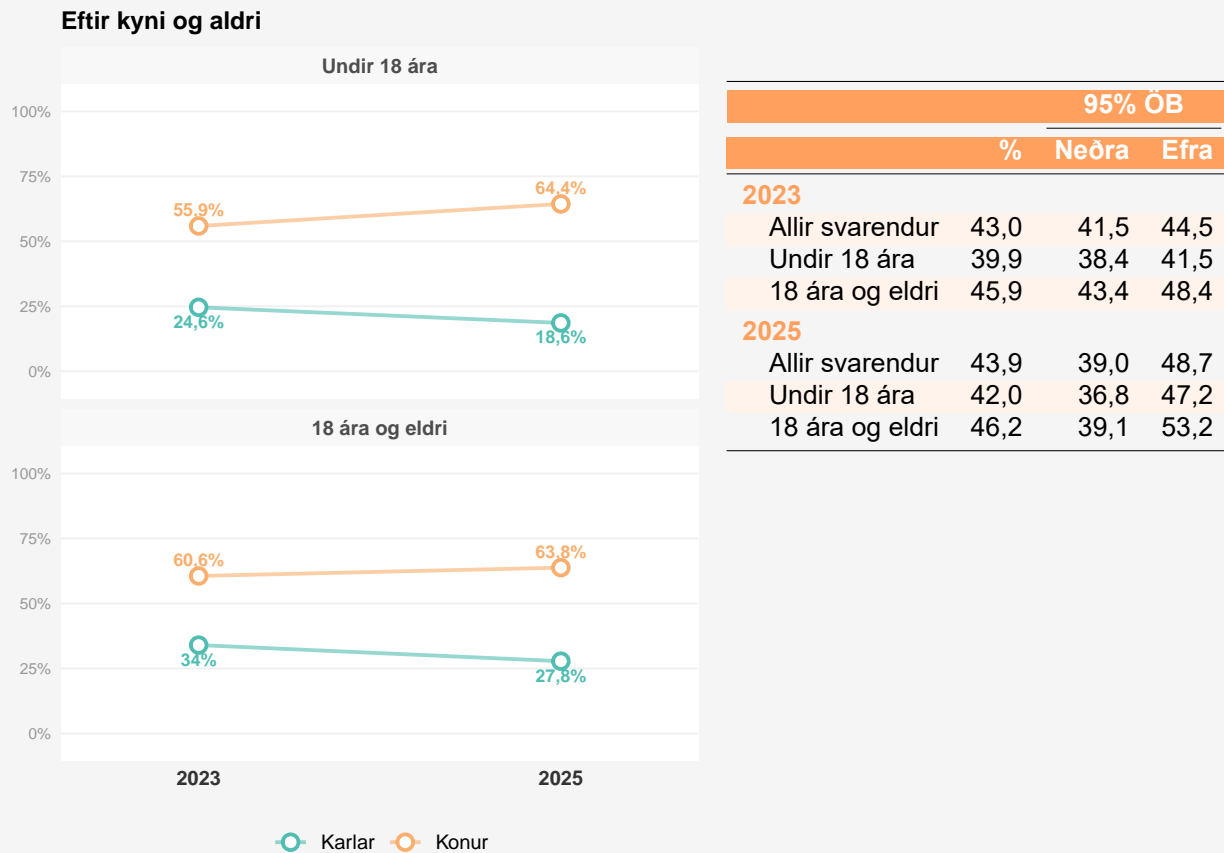 Eftir kyni og aldri
Undir 18 ára
100%
75%
50%
25%
0%
55,9%
64,4%
24,6%
18,6%
18 ára og eldri
100%
75%
50%
25%
0%
60,6%
63,8%
34%
27,8%
2023 2025
Karlar Konur
95% ÖB
% Neðra Efra
2023
Allir svarendur 43,0 41,5 44,5
Undir 18 ára 39,9 38,4 41,5
18 ára og eldri 45,9 43,4 48,4
2025
Allir svarendur 43,9 39,0 48,7
Undir 18 ára 42,0 36,8 47,2
18 ára og eldri 46,2 39,1 53,2